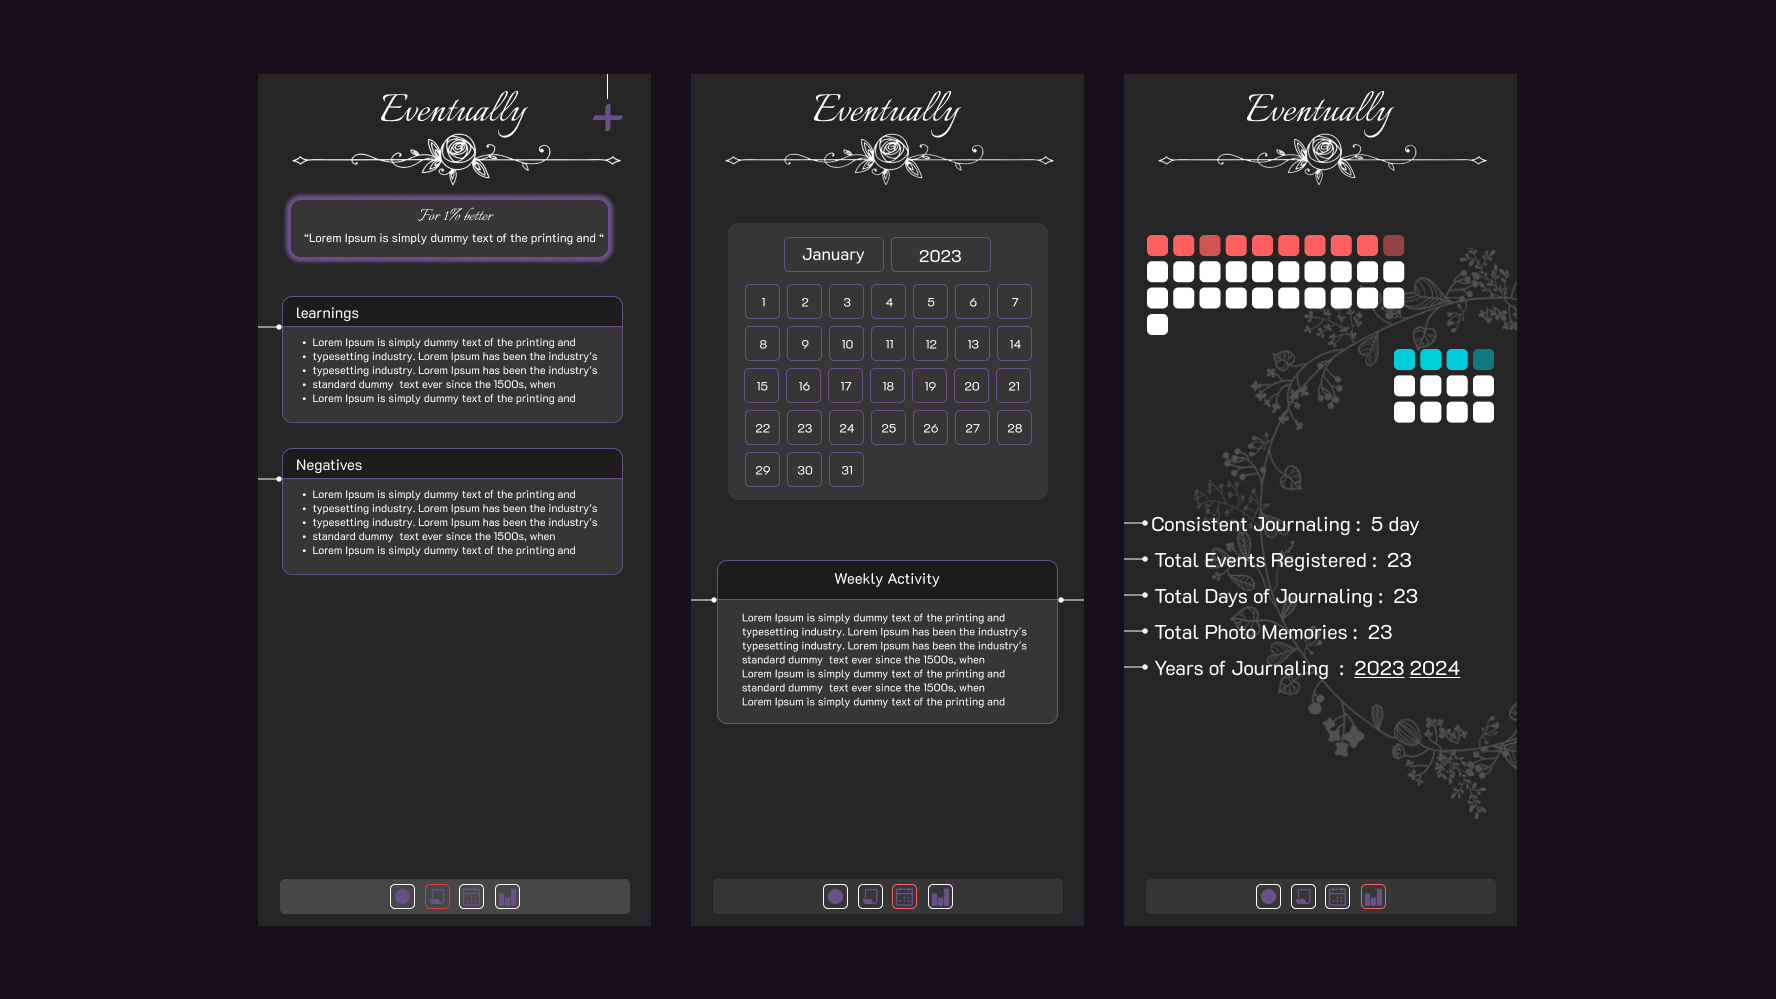 Eventually
For 1% better
“Lorem Ipsum is simply dummy text of the printing and “
learnings
• Lorem Ipsum is simply dummy text of the printing and
• typesetting industry. Lorem Ipsum has been the industry's
• typesetting industry. Lorem Ipsum has been the industry's
• standard dummy  text ever since the 1500s, when
• Lorem Ipsum is simply dummy text of the printing and
Negatives
• Lorem Ipsum is simply dummy text of the printing and
• typesetting industry. Lorem Ipsum has been the industry's
• typesetting industry. Lorem Ipsum has been the industry's
• standard dummy  text ever since the 1500s, when
• Lorem Ipsum is simply dummy text of the printing and
Eventually
January 2023
1 2 3 4 5 6 7
8 9 10 11 12 13 14
15 16 17 18 19 20 21
22 23 24 25 26 27 28
29 30 31
Weekly Activity
Lorem Ipsum is simply dummy text of the printing and
typesetting industry. Lorem Ipsum has been the industry's
typesetting industry. Lorem Ipsum has been the industry's
standard dummy  text ever since the 1500s, when
Lorem Ipsum is simply dummy text of the printing and
standard dummy  text ever since the 1500s, when
Lorem Ipsum is simply dummy text of the printing and
Eventually
Consistent Journaling : 5 day
Total Events Registered : 23
Total Days of Journaling : 23
Total Photo Memories : 23
Years of Journaling : 2023 2024